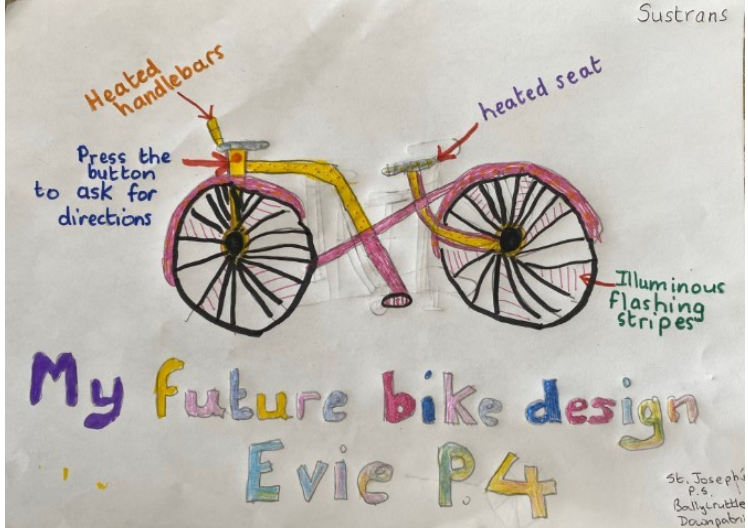 Sustrans
Heated
handlebars
heated seat
Press the
button
to ask for
directions
Illuminous
flashing
stripes
My future bike design
Evie P.4
St. Joseph's
P.S.
Ballycruttle